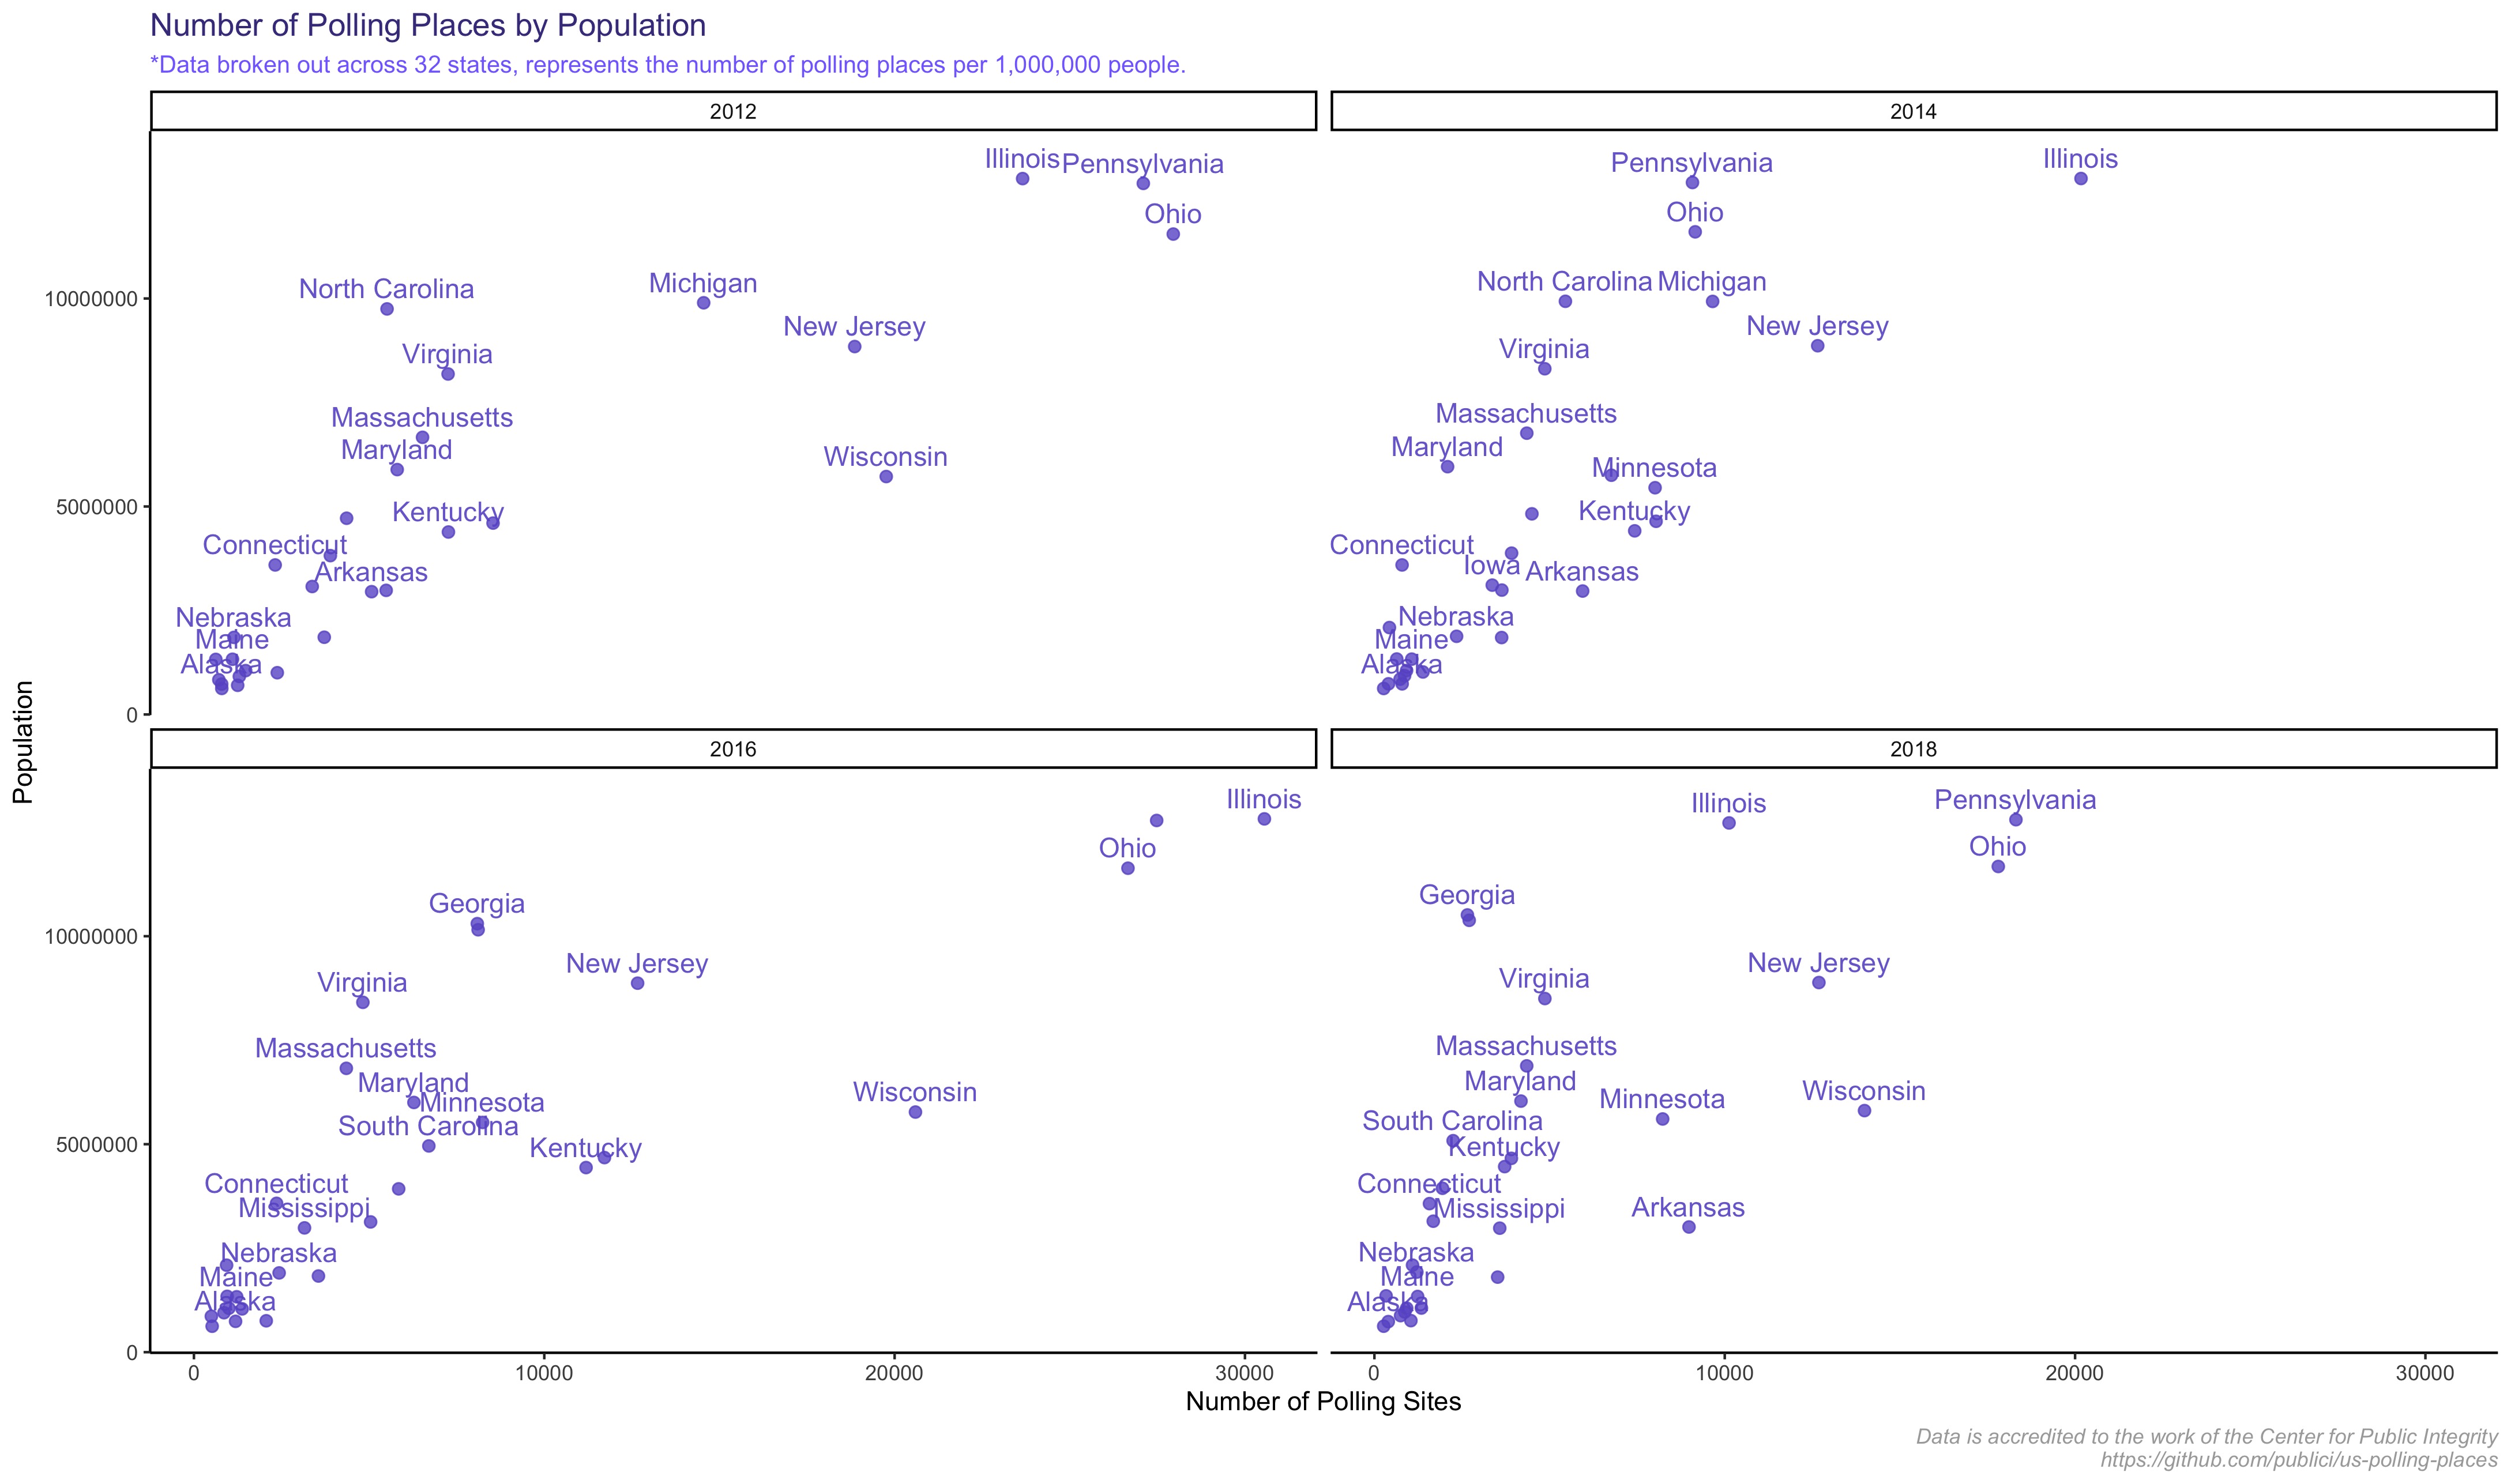 Number of Polling Places by Population
*Data broken out across 32 states, represents the number of polling places per 1,000,000 people.
2012
2014
Illinois Pennsylvania
Ohio
North Carolina
Michigan
New Jersey
Virginia
Massachusetts
Maryland
Wisconsin
Kentucky
Connecticut
Arkansas
Nebraska
Maine
Alaska
10000000
5000000
0
Pennsylvania
Illinois
Ohio
North Carolina Michigan
New Jersey
Virginia
Massachusetts
Maryland
Minnesota
Kentucky
Connecticut
Iowa
Arkansas
Nebraska
Maine
Alaska
Population
2016
2018
Illinois
Ohio
Georgia
New Jersey
Virginia
Massachusetts
Maryland
Minnesota
Wisconsin
South Carolina
Kentucky
Connecticut
Mississippi
Nebraska
Maine
Alaska
10000000
5000000
0
0
10000
20000
30000
Illinois
Pennsylvania
Ohio
Georgia
New Jersey
Virginia
Massachusetts
Maryland
Minnesota
Wisconsin
South Carolina
Kentucky
Connecticut
Mississippi
Arkansas
Nebraska
Maine
Alaska
0
10000
20000
30000
Number of Polling Sites
Data is accredited to the work of the Center for Public Integrity
https://github.com/publici/us-polling-places